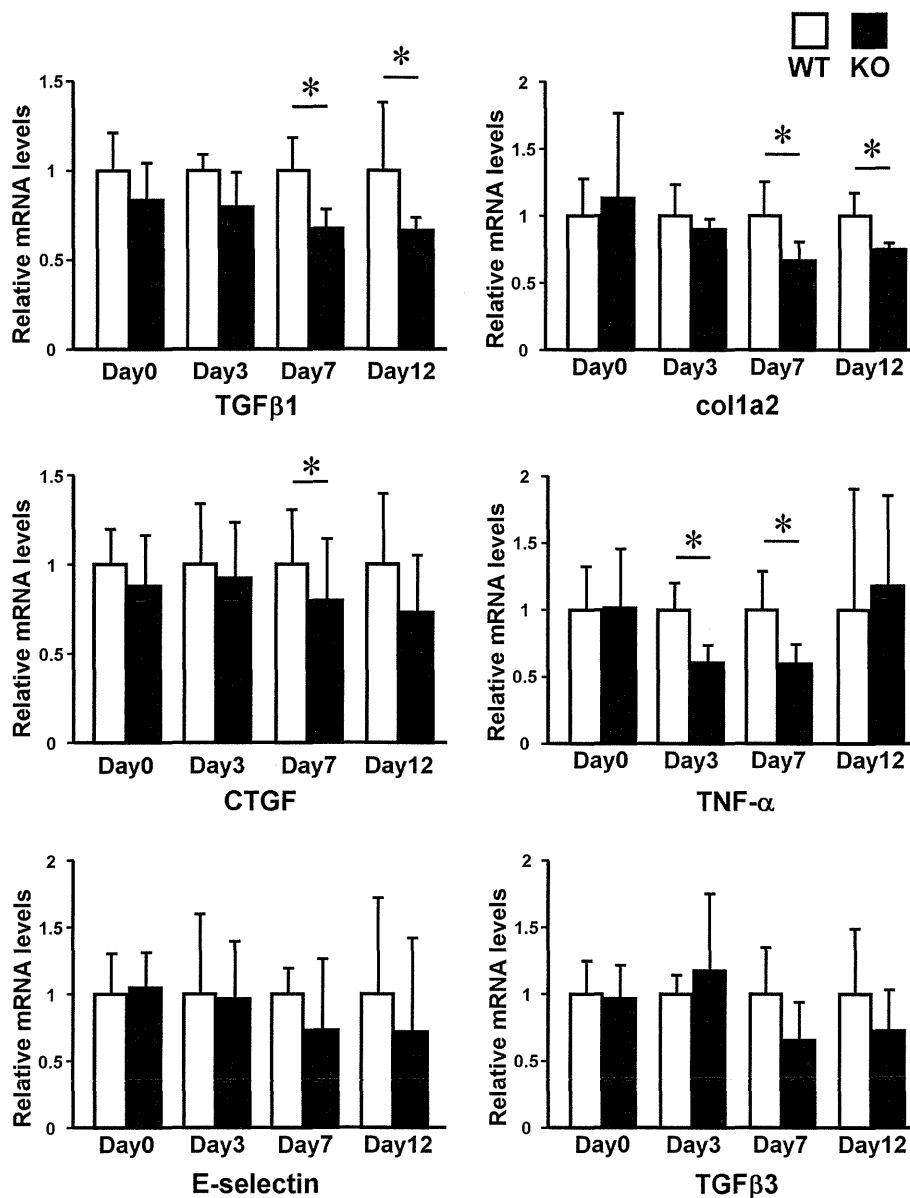 WT KO
Relative mRNA levels
1.5
1
0.5
0
*
*
Day0 Day3 Day7 Day12
TGFβ1
Relative mRNA levels
2
1.5
1
0.5
0
*
*
Day0 Day3 Day7 Day12
col1a2
Relative mRNA levels
1.5
1
0.5
0
*
Day0 Day3 Day7 Day12
CTGF
Relative mRNA levels
2
1.5
1
0.5
0
*
*
Day0 Day3 Day7 Day12
TNF-α
Relative mRNA levels
2
1.5
1
0.5
0
Day0 Day3 Day7 Day12
E-selectin
Relative mRNA levels
2
1.5
1
0.5
0
Day0 Day3 Day7 Day12
TGFβ3